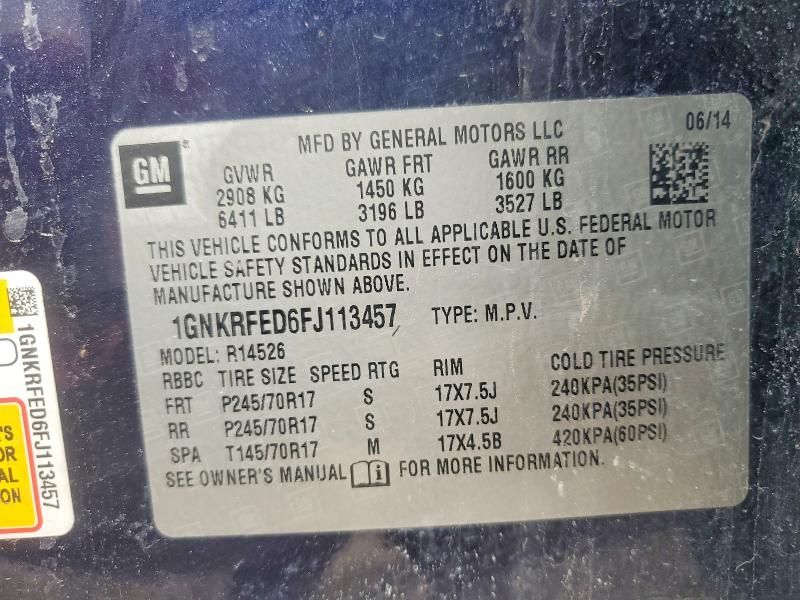 MFD BY GENERAL MOTORS LLC 06/14
GM
GVWR GAWR FRT GAWR RR
2908 KG 1450 KG 1600 KG
6411 LB 3196 LB 3527 LB
THIS VEHICLE CONFORMS TO ALL APPLICABLE U.S. FEDERAL MOTOR
VEHICLE SAFETY STANDARDS IN EFFECT ON THE DATE OF
MANUFACTURE SHOWN ABOVE.
1GNKRFED6FJ113457 TYPE: M.P.V.
MODEL: R14526
RBBC TIRE SIZE SPEED RTG RIM COLD TIRE PRESSURE
FRT P245/70R17 S 17X7.5J 240KPA(35PSI)
RR P245/70R17 S 17X7.5J 240KPA(35PSI)
SPA T145/70R17 M 17X4.5B 420KPA(60PSI)
SEE OWNER'S MANUAL FOR MORE INFORMATION.
1GNKRFED6FJ113457
'S
OR
AL
ON